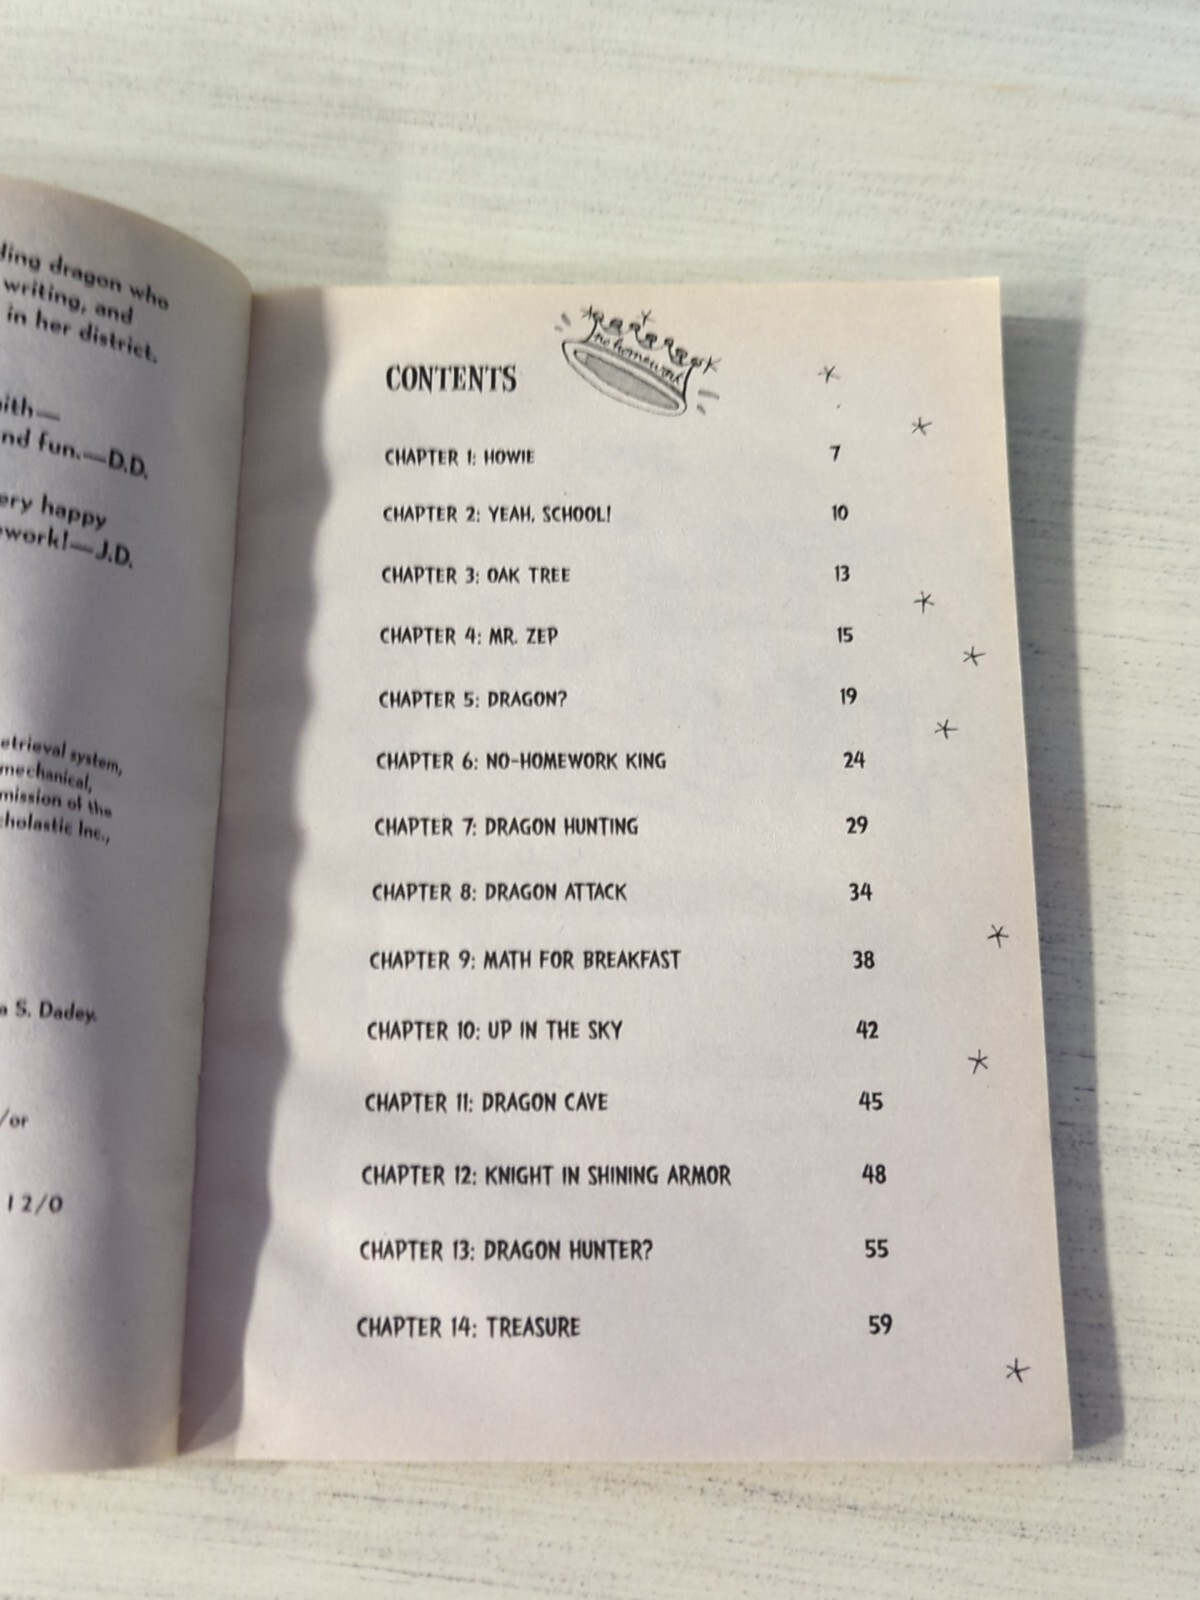 ding dragon who
writing, and
in her district.
nd fun.—D.D.
ery happy
work!—J.D.
etrieval system,
mechanical,
mission of the
cholastic Inc.,
a S. Dadey.
/or
12/0
no homework
CONTENTS
CHAPTER 1: HOWIE 7
CHAPTER 2: YEAH, SCHOOL! 10
CHAPTER 3: OAK TREE 13
CHAPTER 4: MR. ZEP 15
CHAPTER 5: DRAGON? 19
CHAPTER 6: NO-HOMEWORK KING 24
CHAPTER 7: DRAGON HUNTING 29
CHAPTER 8: DRAGON ATTACK 34
CHAPTER 9: MATH FOR BREAKFAST 38
CHAPTER 10: UP IN THE SKY 42
CHAPTER 11: DRAGON CAVE 45
CHAPTER 12: KNIGHT IN SHINING ARMOR 48
CHAPTER 13: DRAGON HUNTER? 55
CHAPTER 14: TREASURE 59